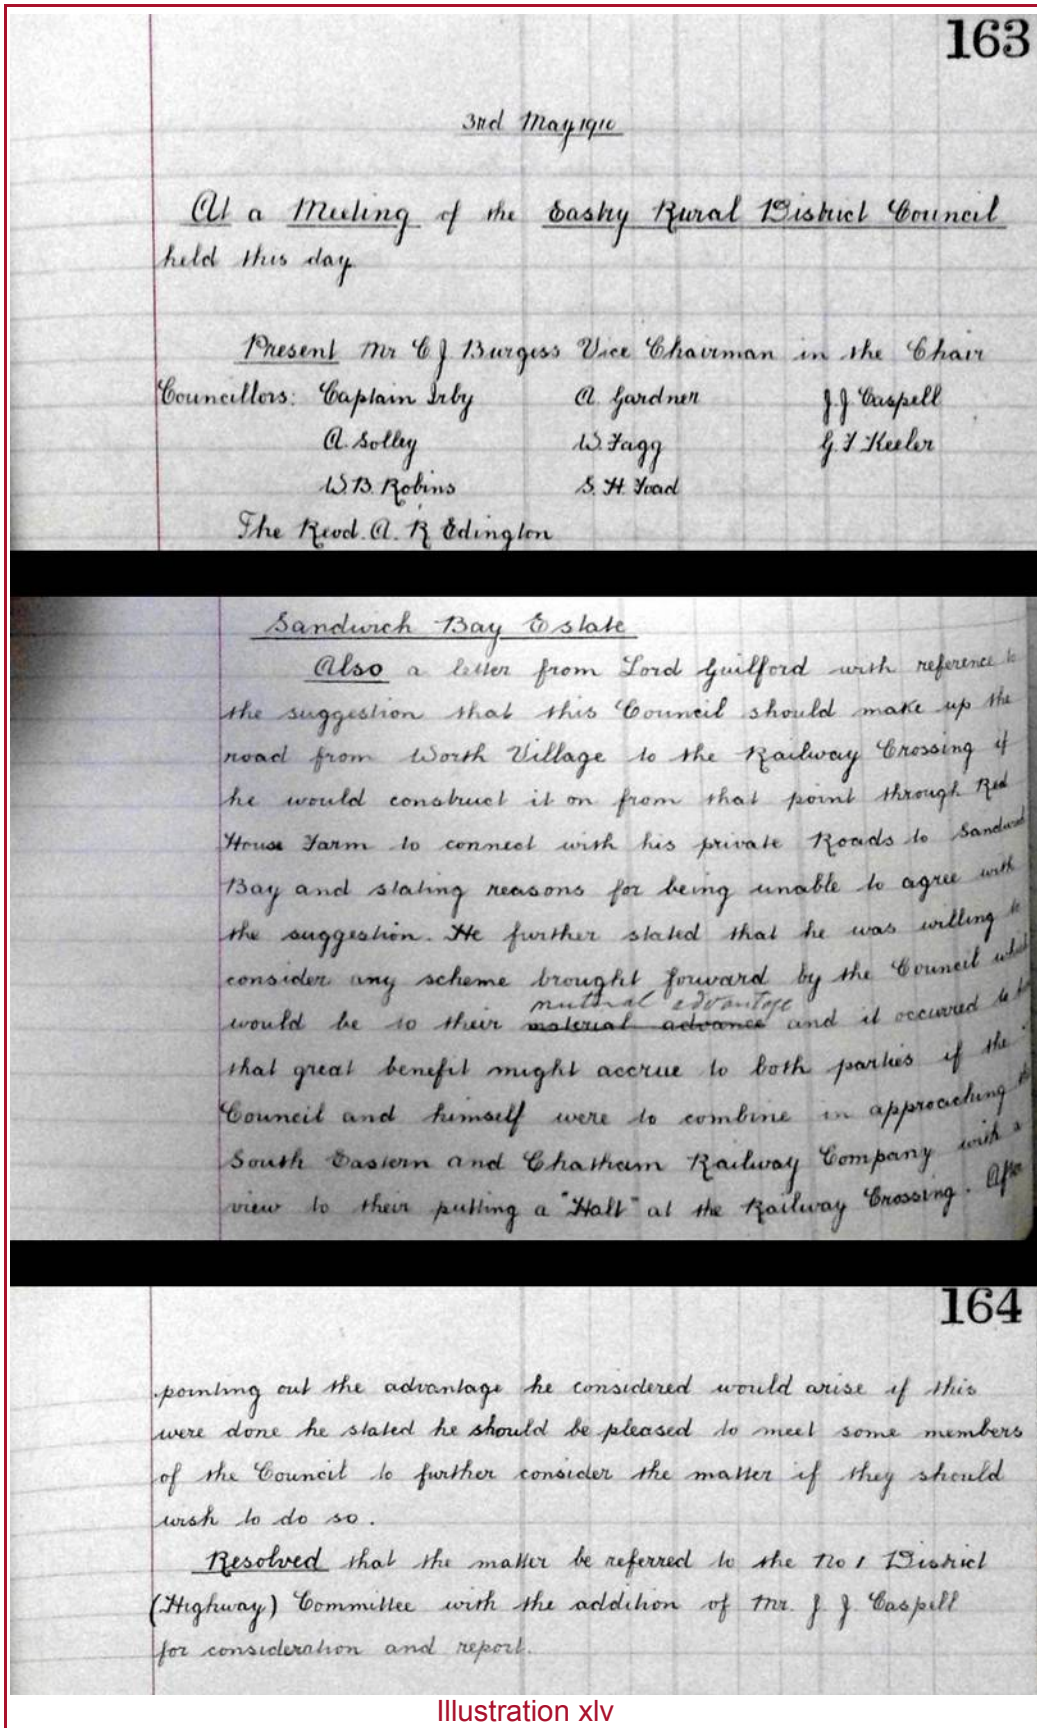 163
3rd May 1910
At a Meeting of the Eastry Rural District Council
held this day.
Present Mr C. J. Burgess Vice Chairman in the Chair
Councillors: Captain Irby A. Gardner J. J. Caspell
A. Solley W. Fagg G. F Keeler
W. B. Robins S. H. Foad
The Revd. A. R Edington
Sandwich Bay Estate
Also a letter from Lord Guilford with reference to
the suggestion that this Council should make up the
road from Worth Village to the Railway Crossing if
he would construct it on from that point through Red
House Farm to connect with his private Roads to
Bay and stating reasons for being unable to agree with
the suggestion. He further stated that he was willing to
consider any scheme brought forward by the Council
mutual advantage
would be to their material advance and it occurred to
that great benefit might accrue to both parties if the
Council and himself were to combine in approaching
South Eastern and Chatham Railway Company with a
view to their putting a "Halt" at the Railway Crossing.
164
pointing out the advantage he considered would arise if this
were done he stated he should be pleased to meet some members
of the Council to further consider the matter if they should
wish to do so.
Resolved that the matter be referred to the No 1 District
(Highway) Committee with the addition of Mr. J. J. Caspell
for consideration and report.
Illustration xlv